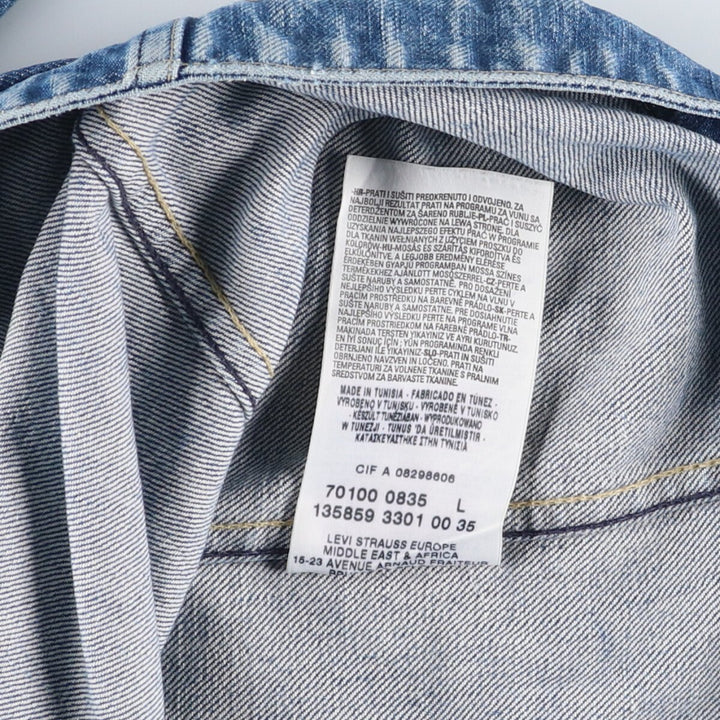 -HR-PRATI I SUŠITI PREOKRENUTO I ODVOJENO. ZA
NAJBOLJI REZULTAT PRATI NA PROGRAMU ZA VUNU SA
DETERDŽENTOM ZA ŠARENO RUBLJE-PL-PRAĆ I SUSZYĆ
ODDZIELNIE WYWRÓCONE NA LEWĄ STRONĘ. DLA
UZYSKANIA NAJLEPSZEGO EFEKTU PRAĆ W PROGRAMIE
DLA TKANIN WEŁNIANYCH Z UŻYCIEM PROSZKU DO
KOLORÓW-HU-MOSÁS ÉS SZÁRÍTÁS KIFORDÍTVA ÉS
ELKÜLÖNÍTVE. A LEGJOBB EREDMÉNY ELÉRÉSE
ÉRDEKÉBEN GYAPJÚ PROGRAMBAN MOSSA SZÍNES
TERMÉKEKHEZ AJÁNLOTT MOSÓSZERREL-CZ-PERTE A
SUŠTE NARUBY A SAMOSTATNĚ. PRO DOSAŽENÍ
NEJLEPŠÍHO VÝSLEDKU PERTE CYKLEM NA VLNU V
PRACÍM PROSTŘEDKU NA BAREVNÉ PRÁDLO-SK-PERTE A
SUŠTE NARUBY A SAMOSTATNE. PRE DOSIAHNUTIE
NAJLEPŠIEHO VÝSLEDKU PERTE NA PROGRAME VLNA
PRACÍM PROSTRIEDKOM NA FAREBNÉ PRÁDLO-TR-
MAKINADA TERSTEN YIKAYINIZ VE AYRI KURUTUNUZ.
EN İYİ SONUÇ İÇİN : YÜN PROGRAMINDA RENKLİ
DETERJANI İLE YIKAYINIZ-SLO-PRATI IN SUŠITI
OBRNJENO NAVZVEN IN LOČENO. PRATI NA
TEMPERATURI ZA VOLNENE TKANINE S PRALNIM
SREDSTVOM ZA BARVASTE TKANINE.
MADE IN TUNISIA · FABRICADO EN TÚNEZ ·
VYROBENO V TUNISKU · VYROBENÉ V TUNISKO
· KÉSZÜLT TUNÉZIÁBAN · WYPRODUKOWANO
W TUNEZJI · TUNUS 'DA ÜRETİLMİŞTİR ·
ΚΑΤΑΣΚΕΥΑΣΤΗΚΕ ΣΤΗΝ ΤΥΝΗΣΙΑ
CIF A 08298606
70100 0835 L
135859 3301 00 35
LEVI STRAUSS EUROPE
MIDDLE EAST & AFRICA
15-23 AVENUE ARNAUD FRAITEUR